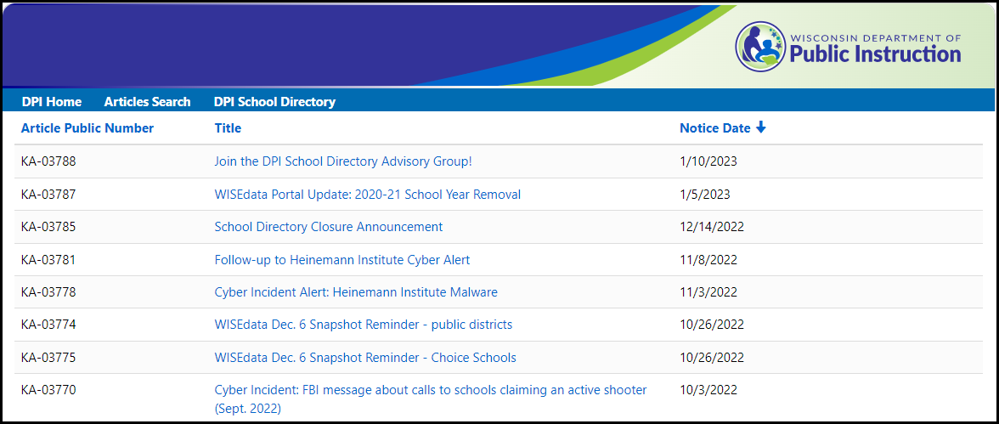 WISCONSIN DEPARTMENT OF
Public Instruction
DPI Home Articles Search DPI School Directory
Article Public Number Title Notice Date
KA-03788 Join the DPI School Directory Advisory Group! 1/10/2023
KA-03787 WISEdata Portal Update: 2020-21 School Year Removal 1/5/2023
KA-03785 School Directory Closure Announcement 12/14/2022
KA-03781 Follow-up to Heinemann Institute Cyber Alert 11/8/2022
KA-03778 Cyber Incident Alert: Heinemann Institute Malware 11/3/2022
KA-03774 WISEdata Dec. 6 Snapshot Reminder - public districts 10/26/2022
KA-03775 WISEdata Dec. 6 Snapshot Reminder - Choice Schools 10/26/2022
KA-03770 Cyber Incident: FBI message about calls to schools claiming an active shooter 10/3/2022
(Sept. 2022)